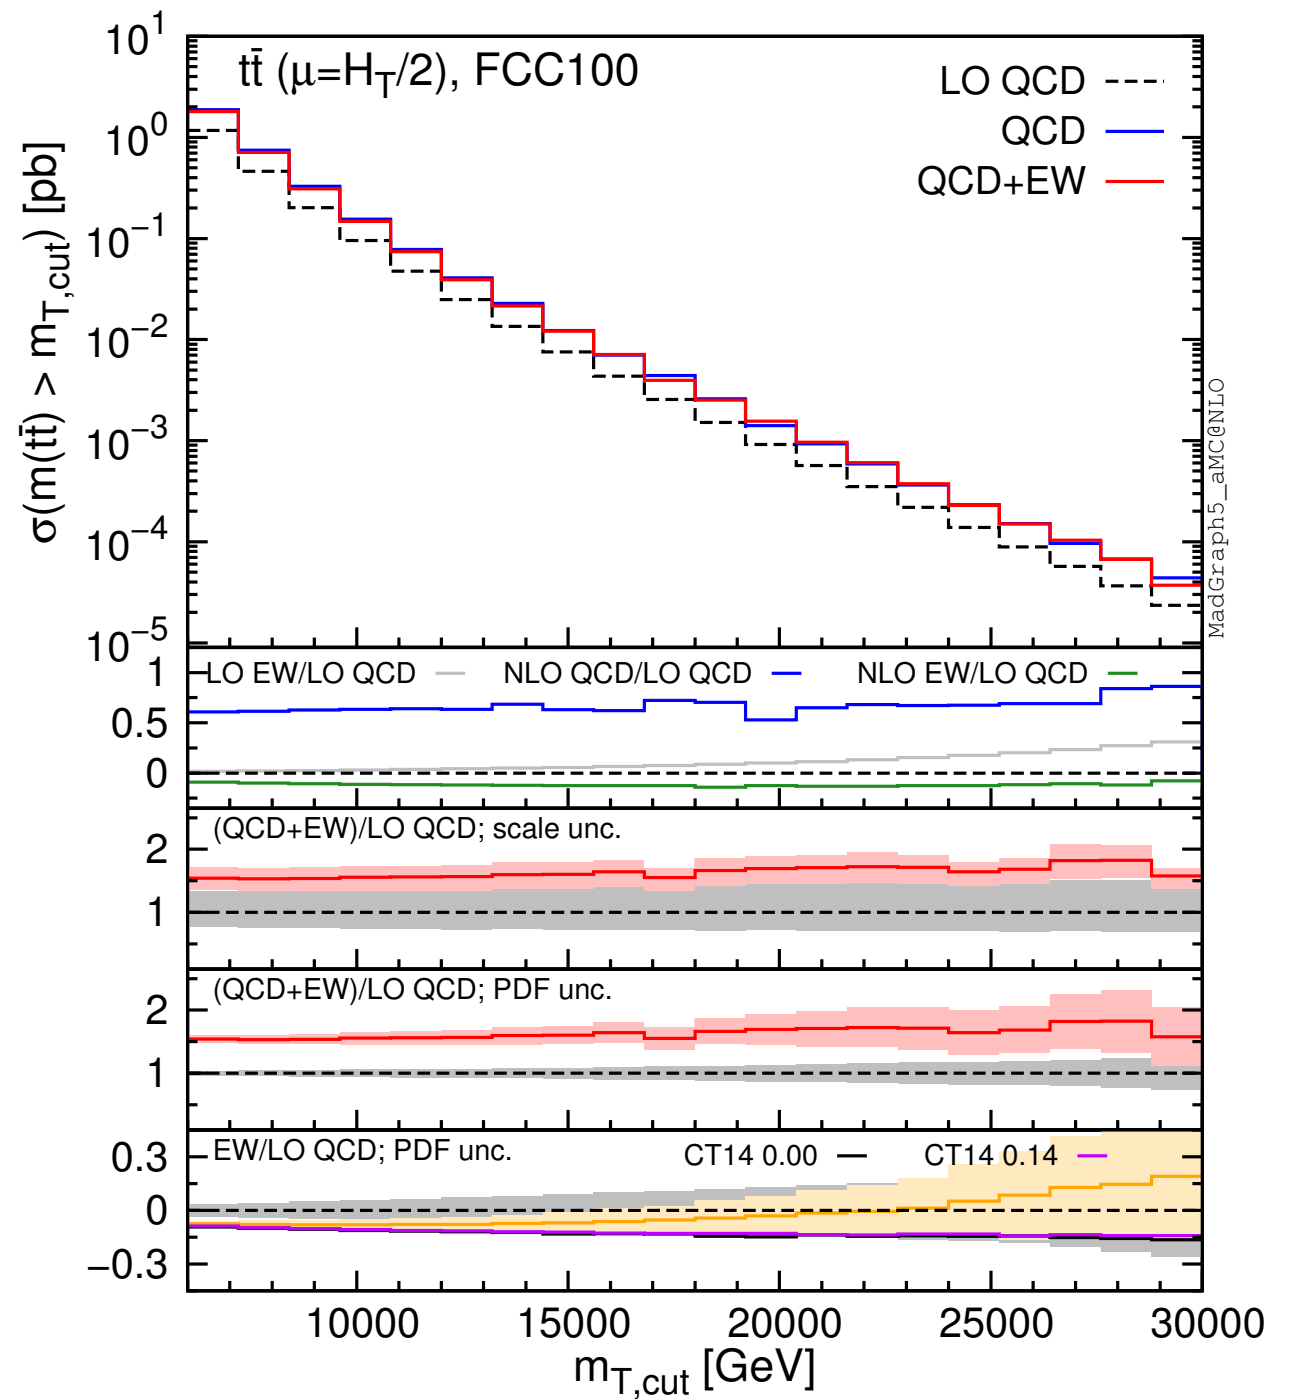 tt̄ (μ=H_T/2), FCC100
LO QCD
QCD
QCD+EW
σ(m(tt̄) > m_T,cut) [pb]
10^1
10^0
10^−1
10^−2
10^−3
10^−4
10^−5
MadGraph5_aMC@NLO
LO EW/LO QCD NLO QCD/LO QCD NLO EW/LO QCD
1
0.5
0
(QCD+EW)/LO QCD; scale unc.
2
1
(QCD+EW)/LO QCD; PDF unc.
2
1
EW/LO QCD; PDF unc. CT14 0.00 CT14 0.14
0.3
0
−0.3
10000 15000 20000 25000 30000
m_T,cut [GeV]